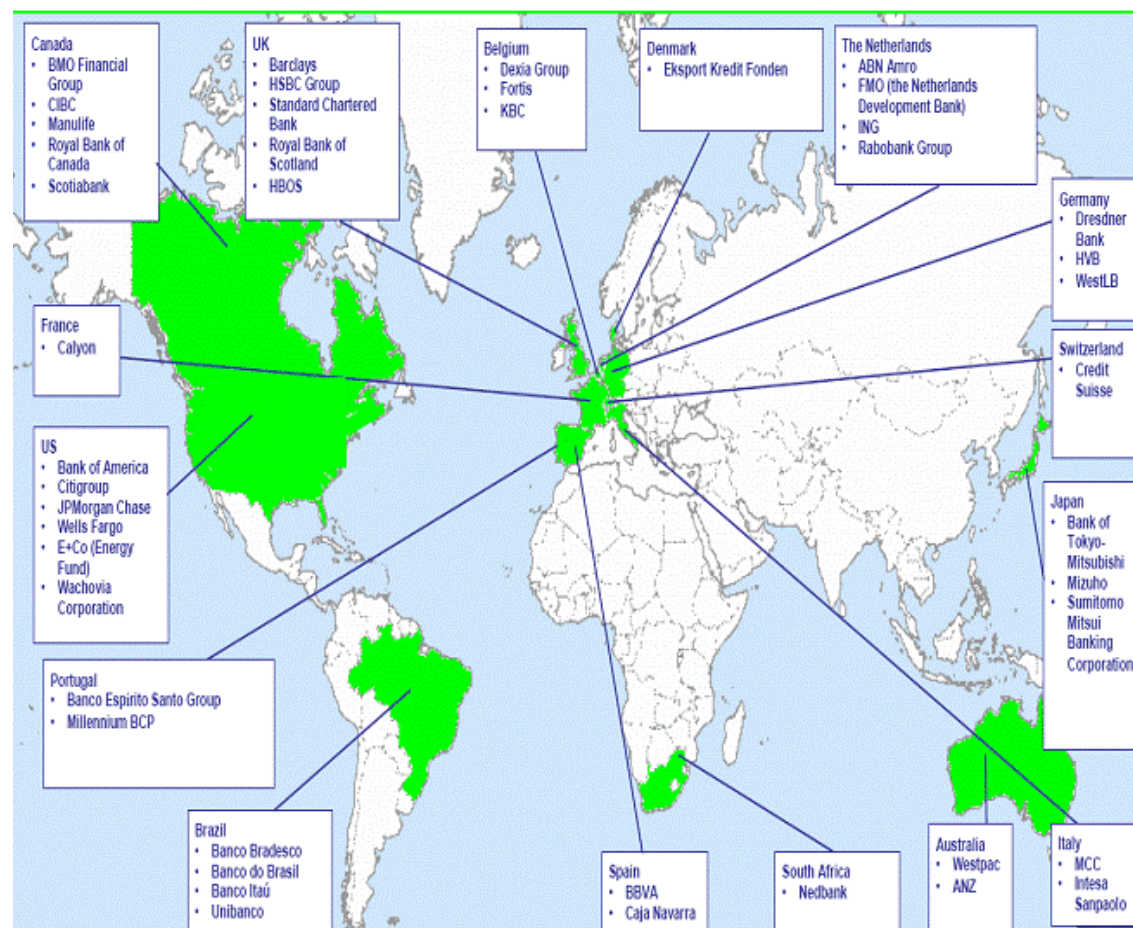 Canada
• BMO Financial
Group
• CIBC
• Manulife
• Royal Bank of
Canada
• Scotiabank
UK
• Barclays
• HSBC Group
• Standard Chartered
Bank
• Royal Bank of
Scotland
• HBOS
Belgium
• Dexia Group
• Fortis
• KBC
Denmark
• Eksport Kredit Fonden
The Netherlands
• ABN Amro
• FMO (the Netherlands
Development Bank)
• ING
• Rabobank Group
Germany
• Dresdner
Bank
• HVB
• WestLB
France
• Calyon
Switzerland
• Credit
Suisse
US
• Bank of America
• Citigroup
• JPMorgan Chase
• Wells Fargo
• E+Co (Energy
Fund)
• Wachovia
Corporation
Japan
• Bank of
Tokyo-
Mitsubishi
• Mizuho
• Sumitomo
Mitsui
Banking
Corporation
Portugal
• Banco Espirito Santo Group
• Millennium BCP
Brazil
• Banco Bradesco
• Banco do Brasil
• Banco Itaú
• Unibanco
Spain
• BBVA
• Caja Navarra
South Africa
• Nedbank
Australia
• Westpac
• ANZ
Italy
• MCC
• Intesa
Sanpaolo